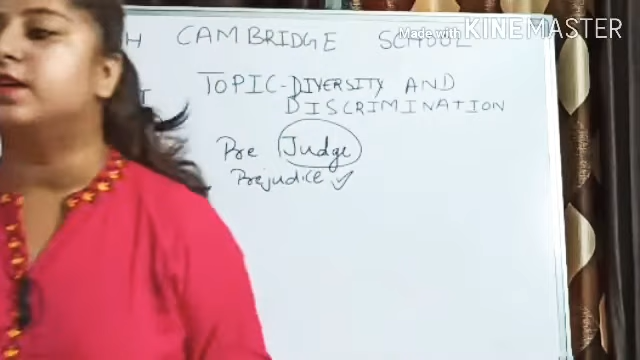 Made with KINEMASTER
H CAMBRIDGE SCHOOL
TOPIC-DIVERSITY AND
DISCRIMINATION
Pre Judge
Prejudice ✓